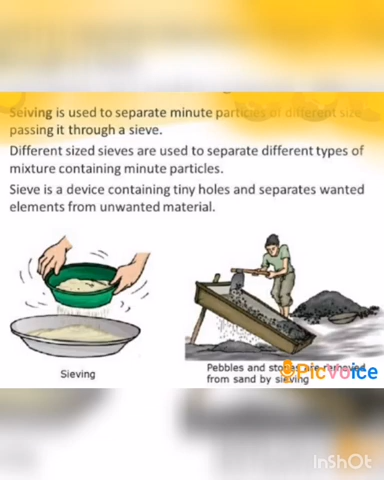 Seiving is used to separate minute particles of different size
passing it through a sieve.
Different sized sieves are used to separate different types of
mixture containing minute particles.
Sieve is a device containing tiny holes and separates wanted
elements from unwanted material.
Sieving
Pebbles and stones are removed
from sand by sieving
PicVoice
InShOt